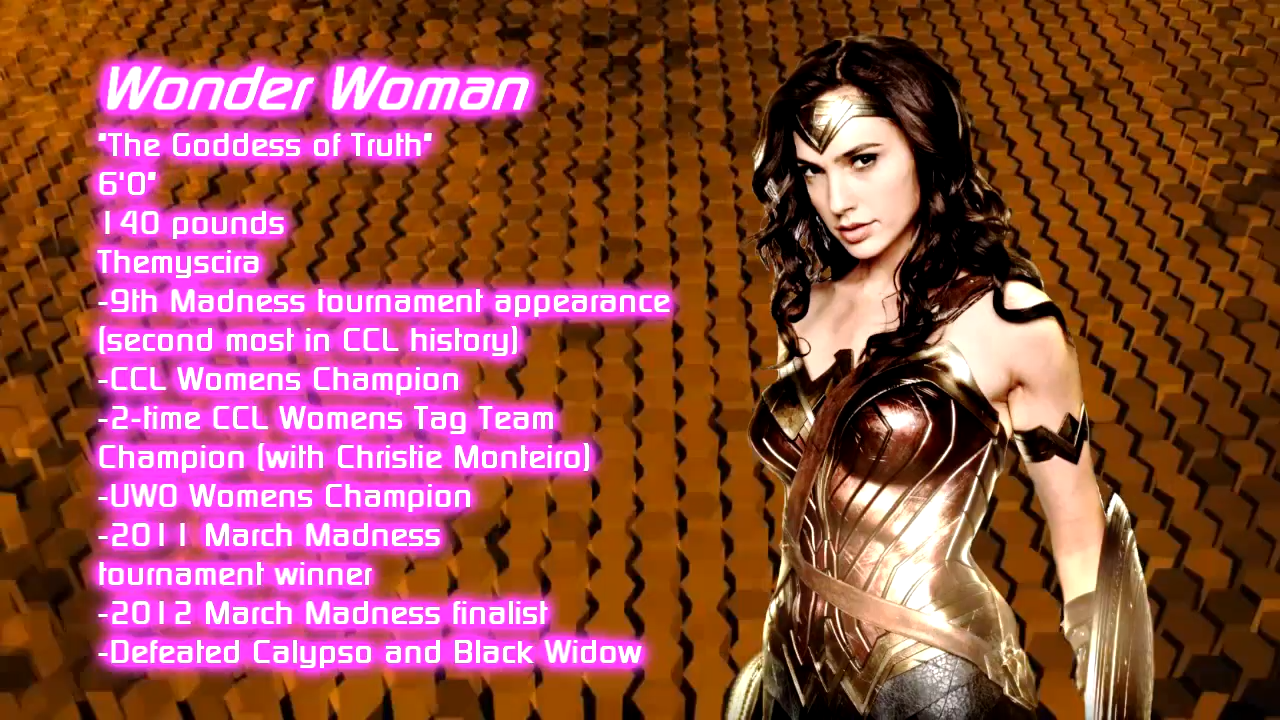 Wonder Woman
"The Goddess of Truth"
6'0"
140 pounds
Themyscira
-9th Madness tournament appearance
(second most in CCL history)
-CCL Womens Champion
-2-time CCL Womens Tag Team
Champion (with Christie Monteiro)
-UWO Womens Champion
-2011 March Madness
tournament winner
-2012 March Madness finalist
-Defeated Calypso and Black Widow